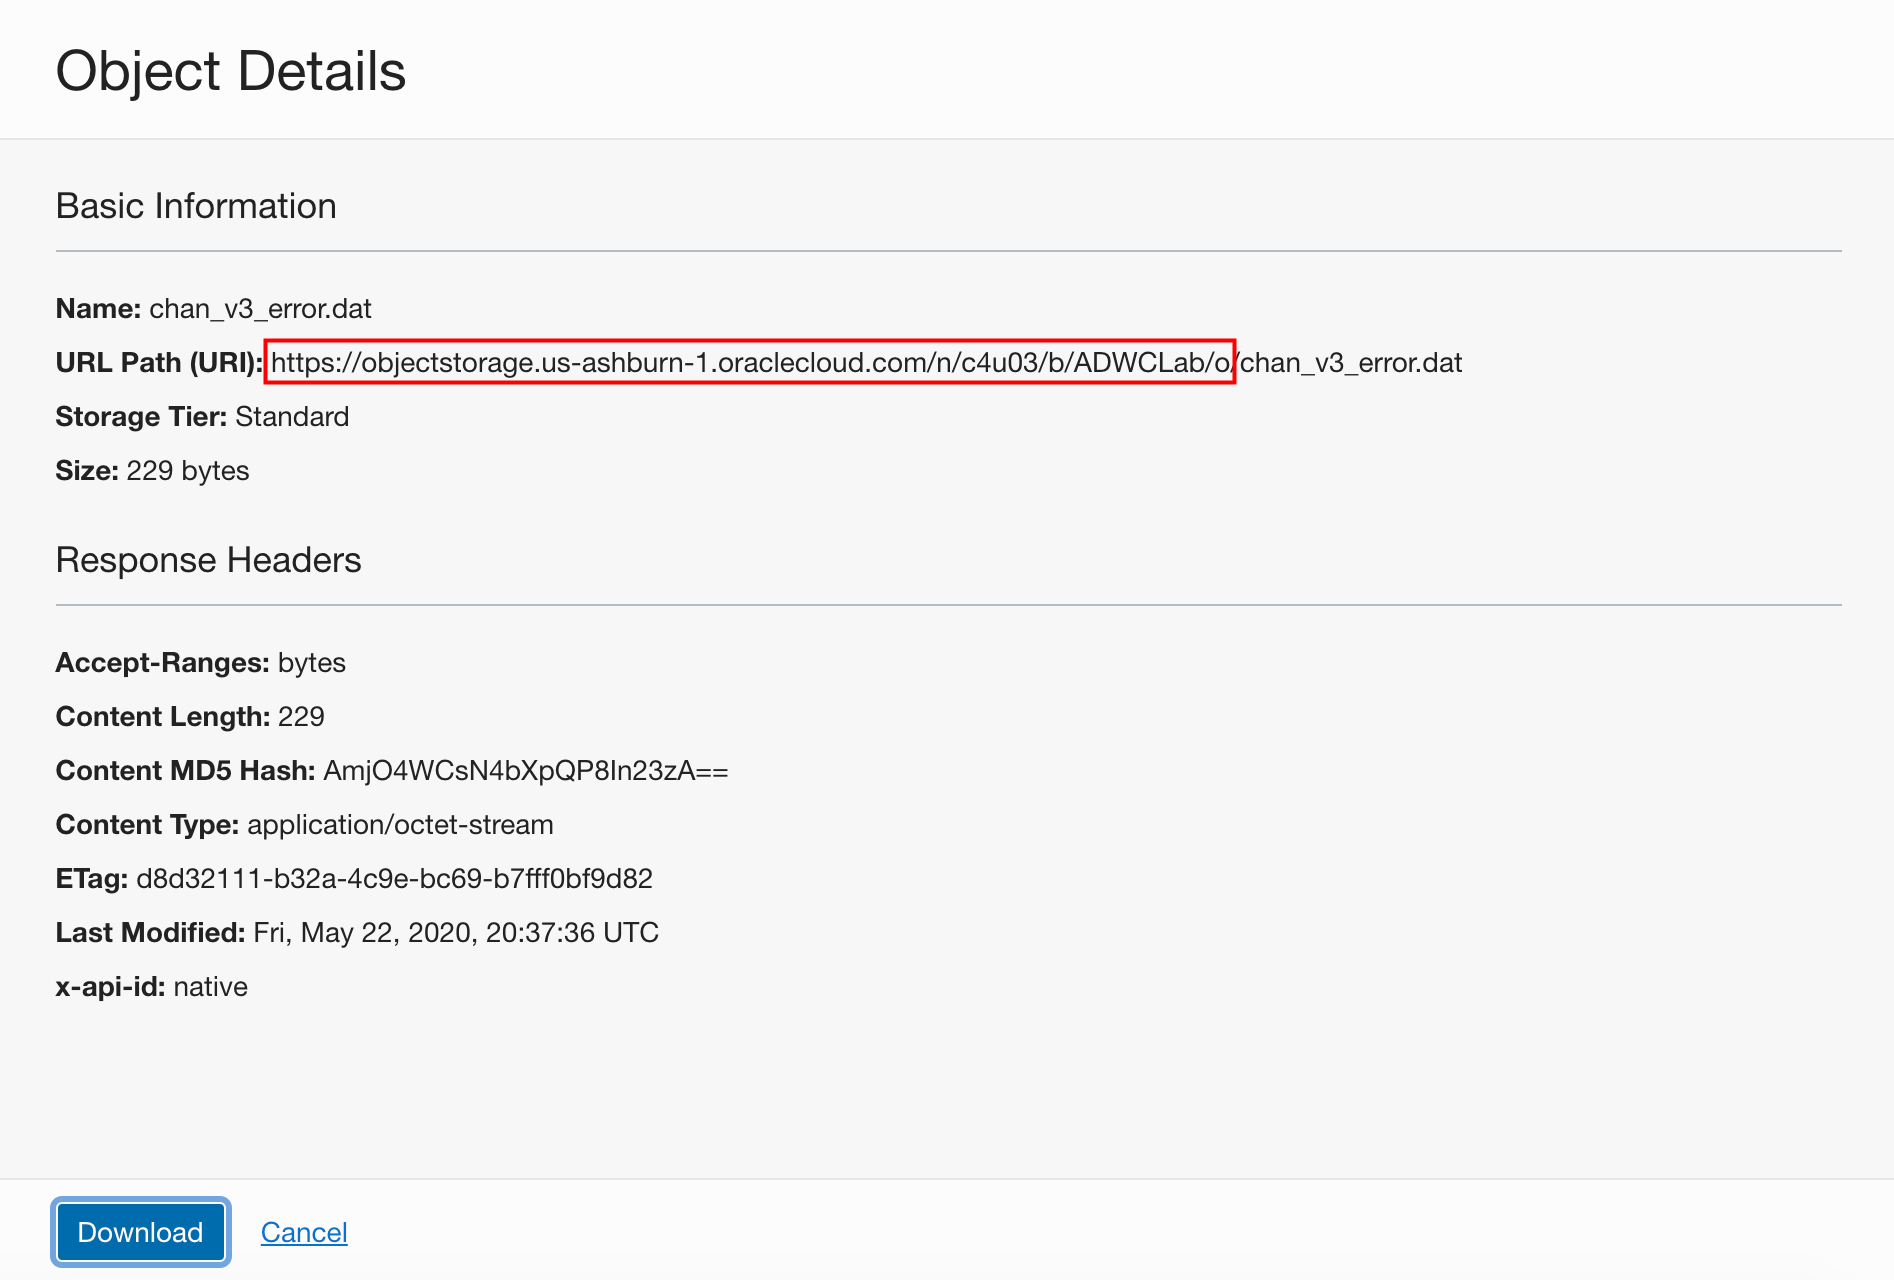 Object Details
Basic Information
Name: chan_v3_error.dat
URL Path (URI): https://objectstorage.us-ashburn-1.oraclecloud.com/n/c4u03/b/ADWCLab/o/chan_v3_error.dat
Storage Tier: Standard
Size: 229 bytes
Response Headers
Accept-Ranges: bytes
Content Length: 229
Content MD5 Hash: AmjO4WCsN4bXpQP8In23zA==
Content Type: application/octet-stream
ETag: d8d32111-b32a-4c9e-bc69-b7fff0bf9d82
Last Modified: Fri, May 22, 2020, 20:37:36 UTC
x-api-id: native
Download Cancel